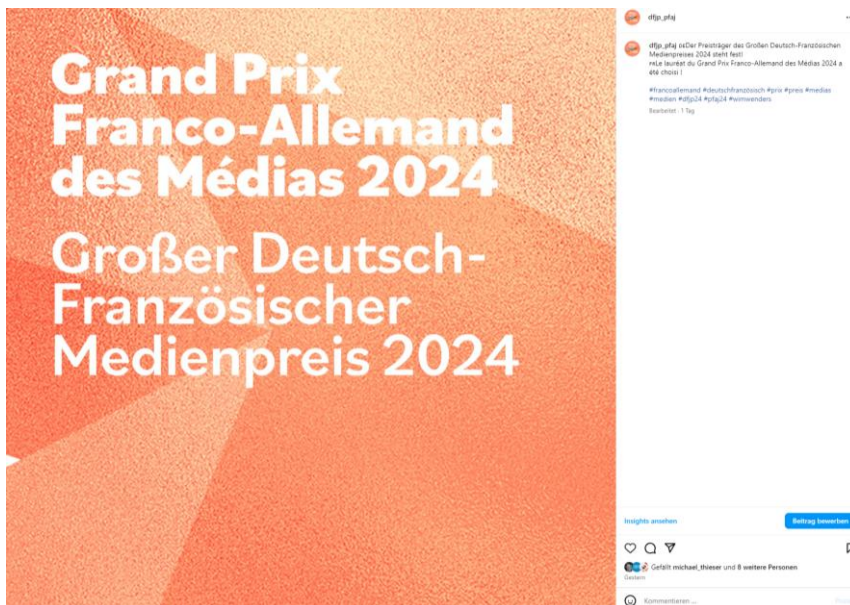 Grand Prix
Franco-Allemand
des Médias 2024
Großer Deutsch-
Französischer
Medienpreis 2024
dfjp_pfaj
dfjp_pfaj DEDer Preisträger des Großen Deutsch-Französischen
Medienpreises 2024 steht fest!
FRLe lauréat du Grand Prix Franco-Allemand des Médias 2024 a
été choisi !
#francoallemand #deutschfranzösisch #prix #preis #medias
#medien #dfjp24 #pfaj24 #wimwenders
Bearbeitet · 1 Tag
Insights ansehen
Beitrag bewerben
Gefällt michael_thieser und 8 weitere Personen
Gestern
Kommentieren ...